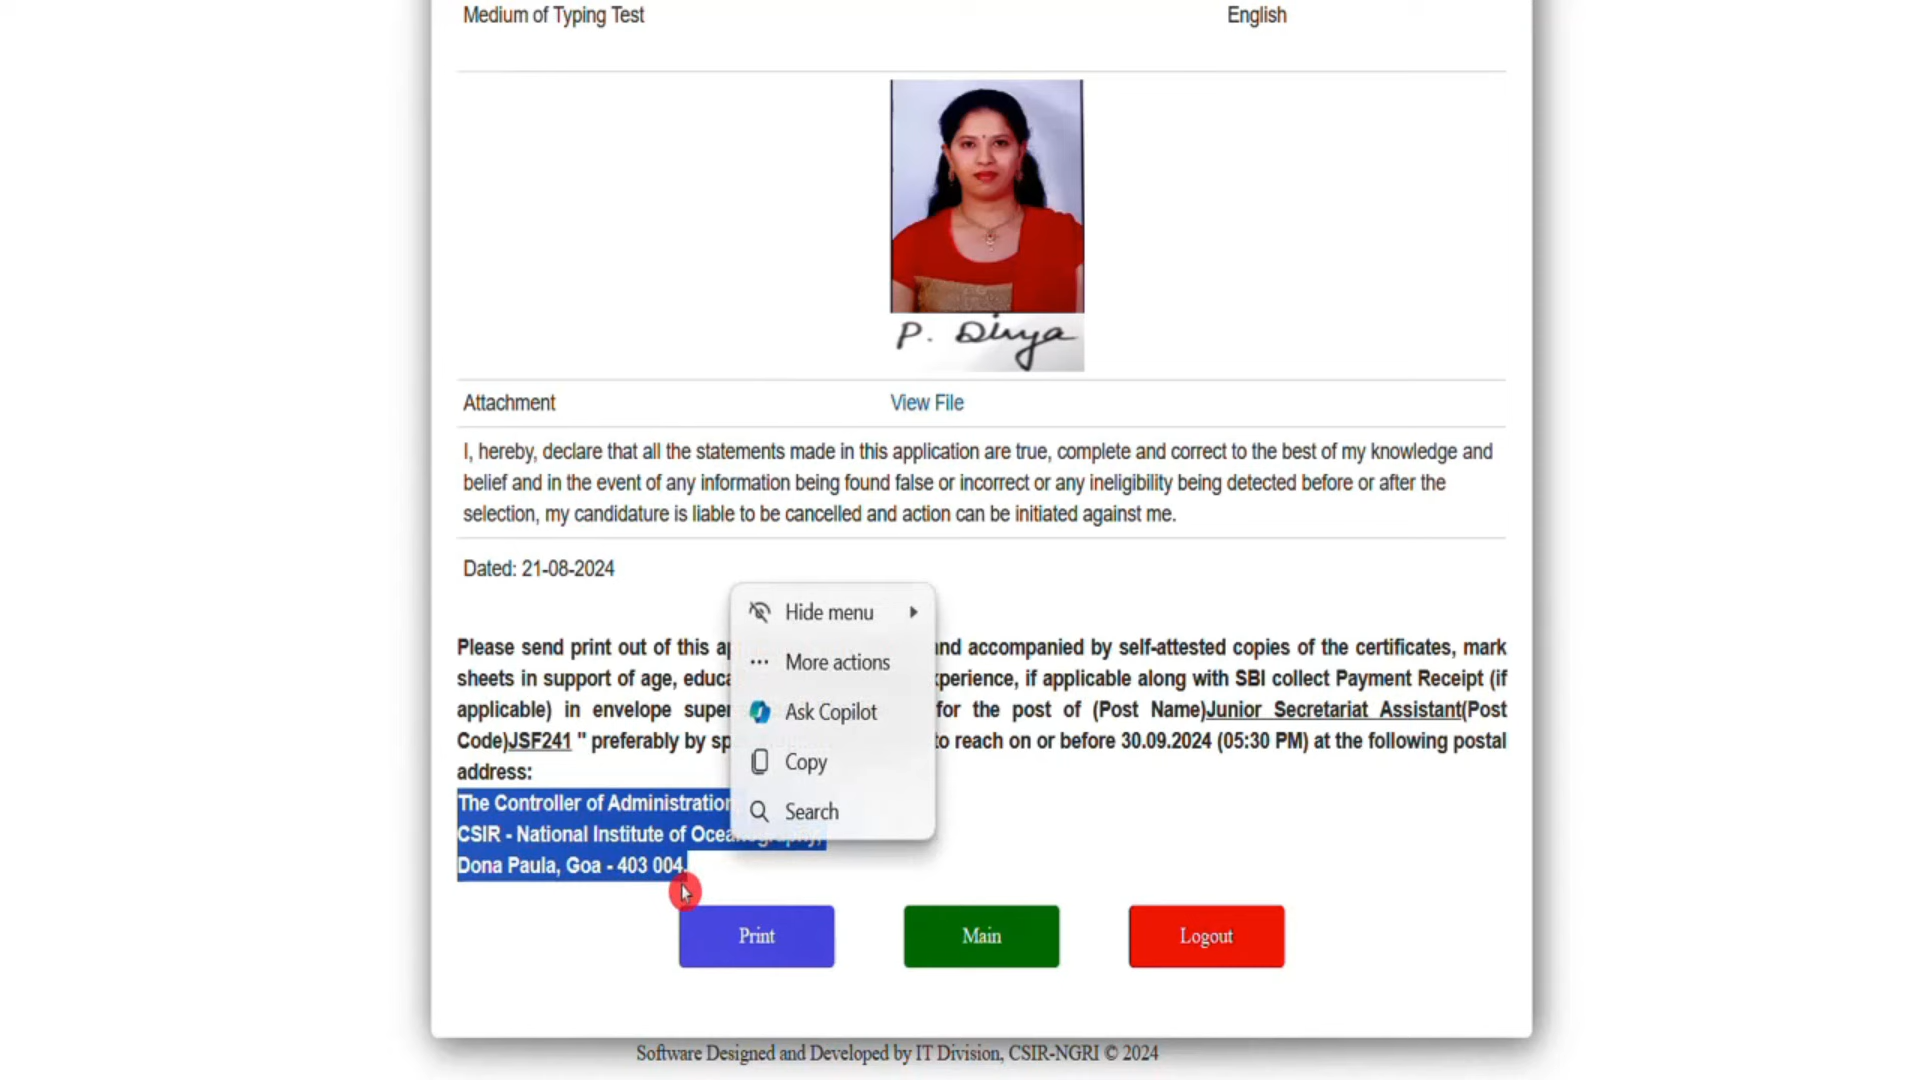 Medium of Typing Test English
P. Divya
Attachment View File
I, hereby, declare that all the statements made in this application are true, complete and correct to the best of my knowledge and
belief and in the event of any information being found false or incorrect or any ineligibility being detected before or after the
selection, my candidature is liable to be cancelled and action can be initiated against me.
Dated: 21-08-2024
Hide menu
More actions
Ask Copilot
Copy
Search
Please send print out of this and accompanied by self-attested copies of the certificates, mark
sheets in support of age, if applicable along with SBI collect Payment Receipt (if
applicable) in envelope for the post of (Post Name)Junior Secretariat Assistant(Post
Code)JSF241 " preferably by to reach on or before 30.09.2024 (05:30 PM) at the following postal
address:
The Controller of Administration
CSIR - National Institute of Oceanography,
Dona Paula, Goa - 403 004.
Print Main Logout
Software Designed and Developed by IT Division, CSIR-NGRI © 2024